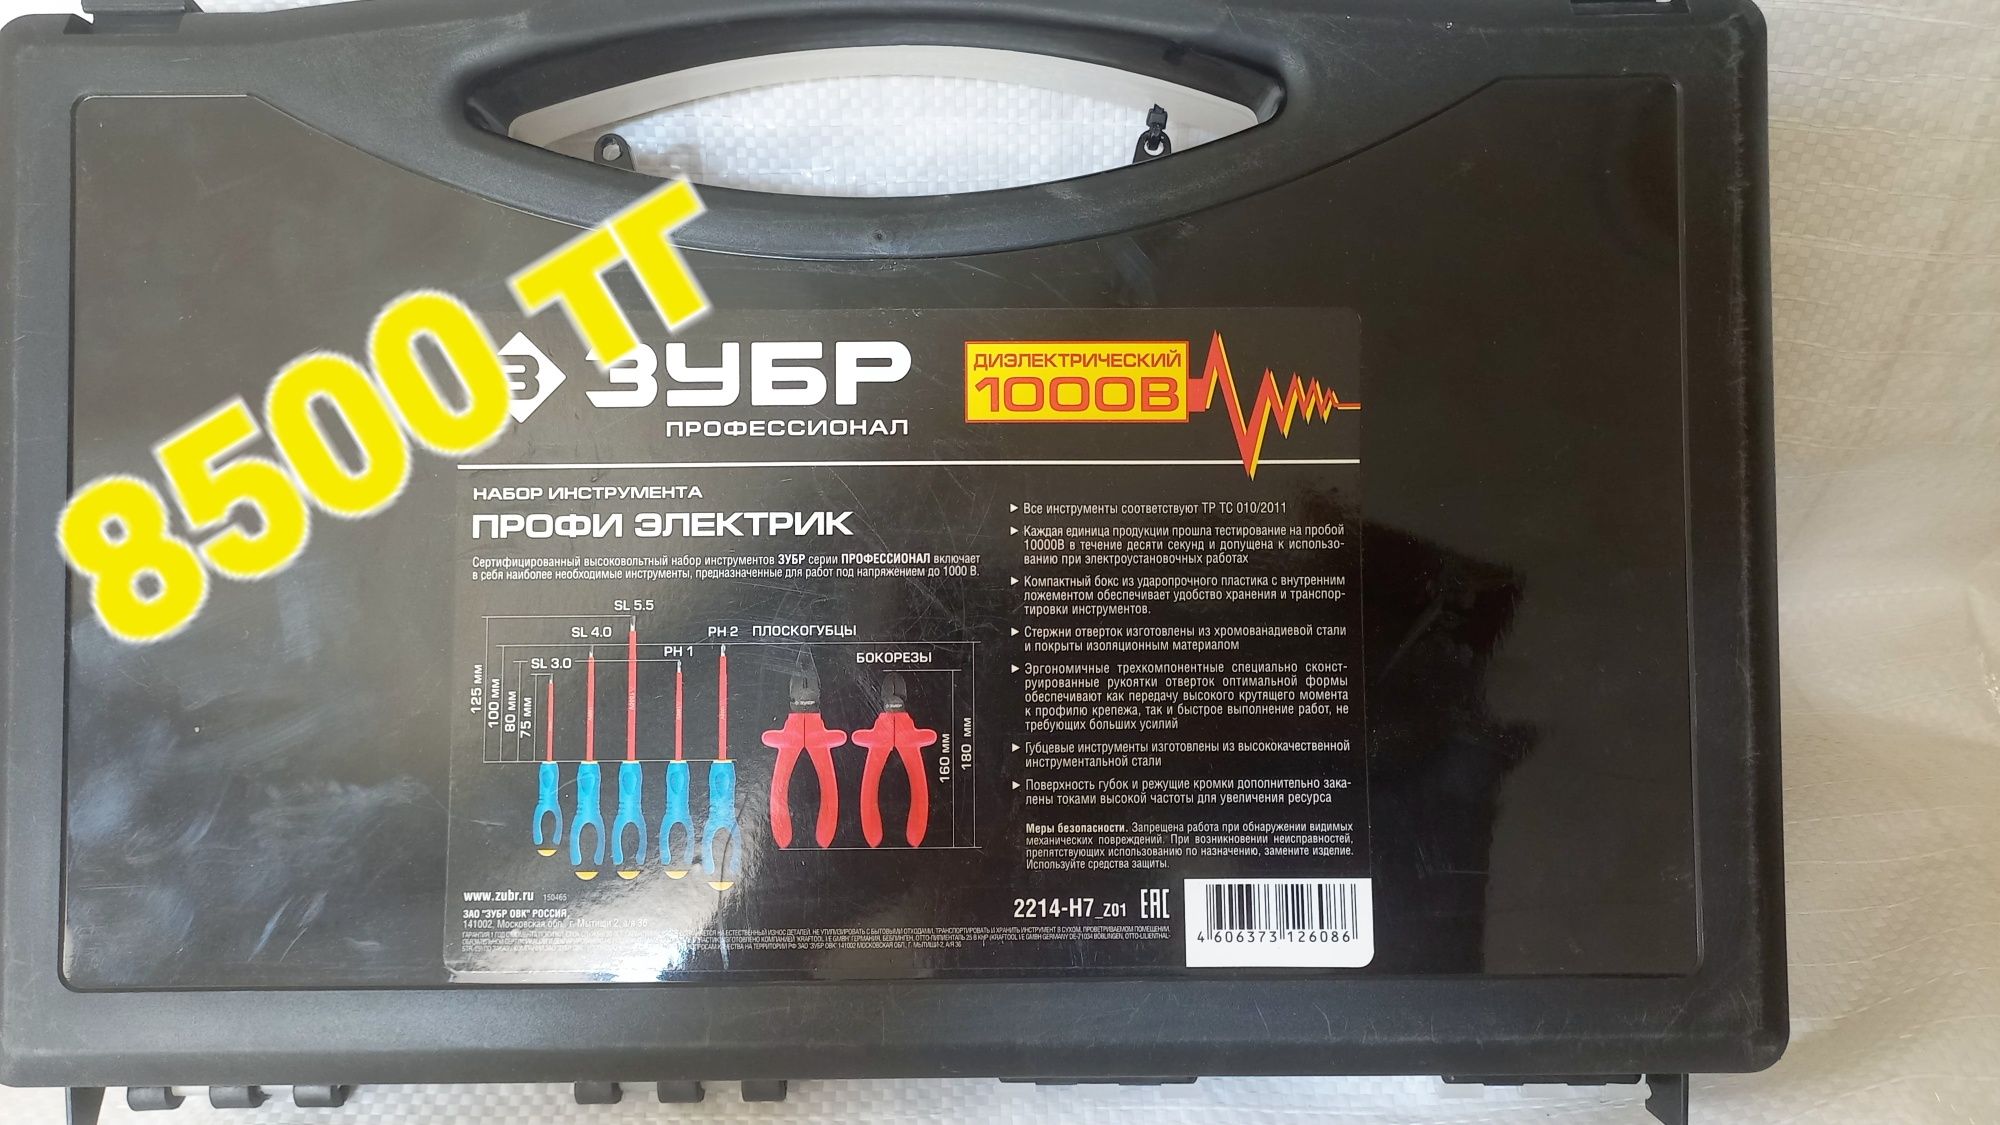 8500 тг
ЗУБР
ПРОФЕССИОНАЛ
ДИЭЛЕКТРИЧЕСКИЙ
1000В
НАБОР ИНСТРУМЕНТА
ПРОФИ ЭЛЕКТРИК
Сертифицированный высоковольтный набор инструментов ЗУБР серии ПРОФЕССИОНАЛ включает
в себя наиболее необходимые инструменты, предназначенные для работ под напряжением до 1000 В.
SL 5.5
SL 4.0
PH 2
ПЛОСКОГУБЦЫ
SL 3.0
PH 1
БОКОРЕЗЫ
125 мм
100 мм
80 мм
75 мм
ЗУБР
160 мм
180 мм
► Все инструменты соответствуют ТР ТС 010/2011
► Каждая единица продукции прошла тестирование на пробой
10000В в течение десяти секунд и допущена к использо-
ванию при электроустановочных работах
► Компактный бокс из ударопрочного пластика с внутренним
ложементом обеспечивает удобство хранения и транспор-
тировки инструментов.
► Стержни отверток изготовлены из хромованадиевой стали
и покрыты изоляционным материалом
► Эргономичные трехкомпонентные специально сконст-
руированные рукоятки отверток оптимальной формы
обеспечивают как передачу высокого крутящего момента
к профилю крепежа, так и быстрое выполнение работ, не
требующих больших усилий
► Губцевые инструменты изготовлены из высококачественной
инструментальной стали
► Поверхность губок и режущие кромки дополнительно зака-
лены токами высокой частоты для увеличения ресурса
Меры безопасности. Запрещена работа при обнаружении видимых
механических повреждений. При возникновении неисправностей,
препятствующих использованию по назначению, замените изделие.
Используйте средства защиты.
www.zubr.ru 150465
ЗАО "ЗУБР ОВК" РОССИЯ,
141002, Московская обл., г. Мытищи 2, а/я 36
2214-H7_Z01 EAC
4 606373 126086